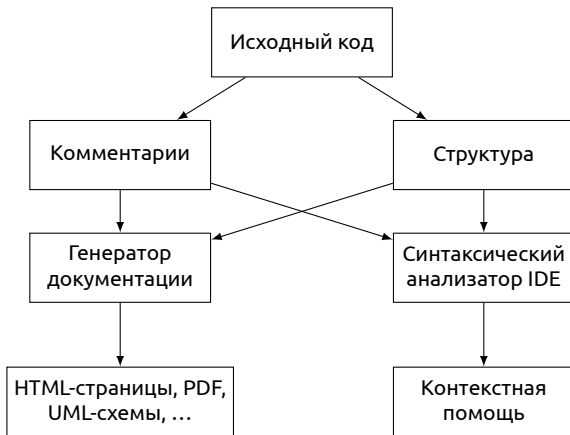 Исходный код
Комментарии
Структура
Генератор
документации
Синтаксический
анализатор IDE
HTML-страницы, PDF,
UML-схемы, …
Контекстная
помощь